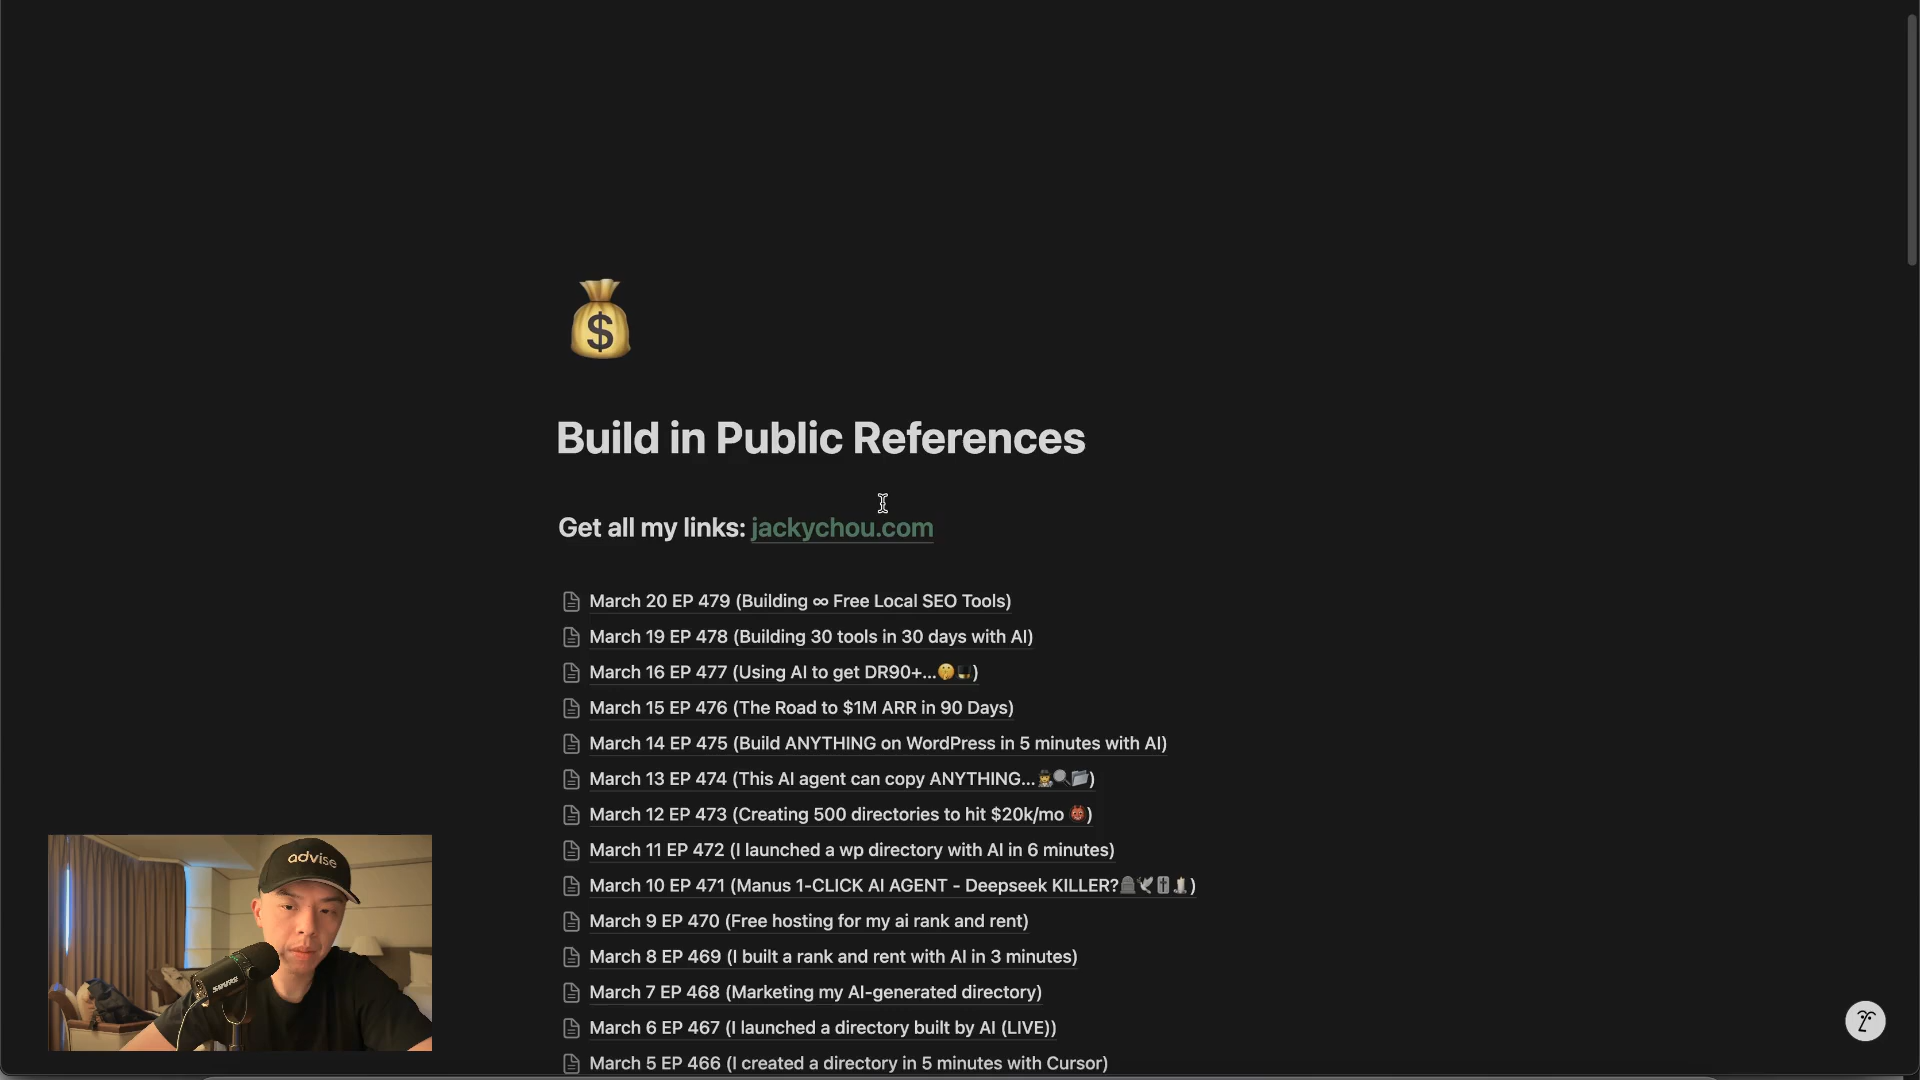 Build in Public References
Get all my links: jackychou.com
March 20 EP 479 (Building ∞ Free Local SEO Tools)
March 19 EP 478 (Building 30 tools in 30 days with AI)
March 16 EP 477 (Using AI to get DR90+...🤫🎩)
March 15 EP 476 (The Road to $1M ARR in 90 Days)
March 14 EP 475 (Build ANYTHING on WordPress in 5 minutes with AI)
March 13 EP 474 (This AI agent can copy ANYTHING...🕵️🔍📂)
March 12 EP 473 (Creating 500 directories to hit $20k/mo 👹)
March 11 EP 472 (I launched a wp directory with AI in 6 minutes)
March 10 EP 471 (Manus 1-CLICK AI AGENT - Deepseek KILLER?🪦🕊️✝️🕯️)
March 9 EP 470 (Free hosting for my ai rank and rent)
March 8 EP 469 (I built a rank and rent with AI in 3 minutes)
March 7 EP 468 (Marketing my AI-generated directory)
March 6 EP 467 (I launched a directory built by AI (LIVE))
March 5 EP 466 (I created a directory in 5 minutes with Cursor)
advise
SHURE